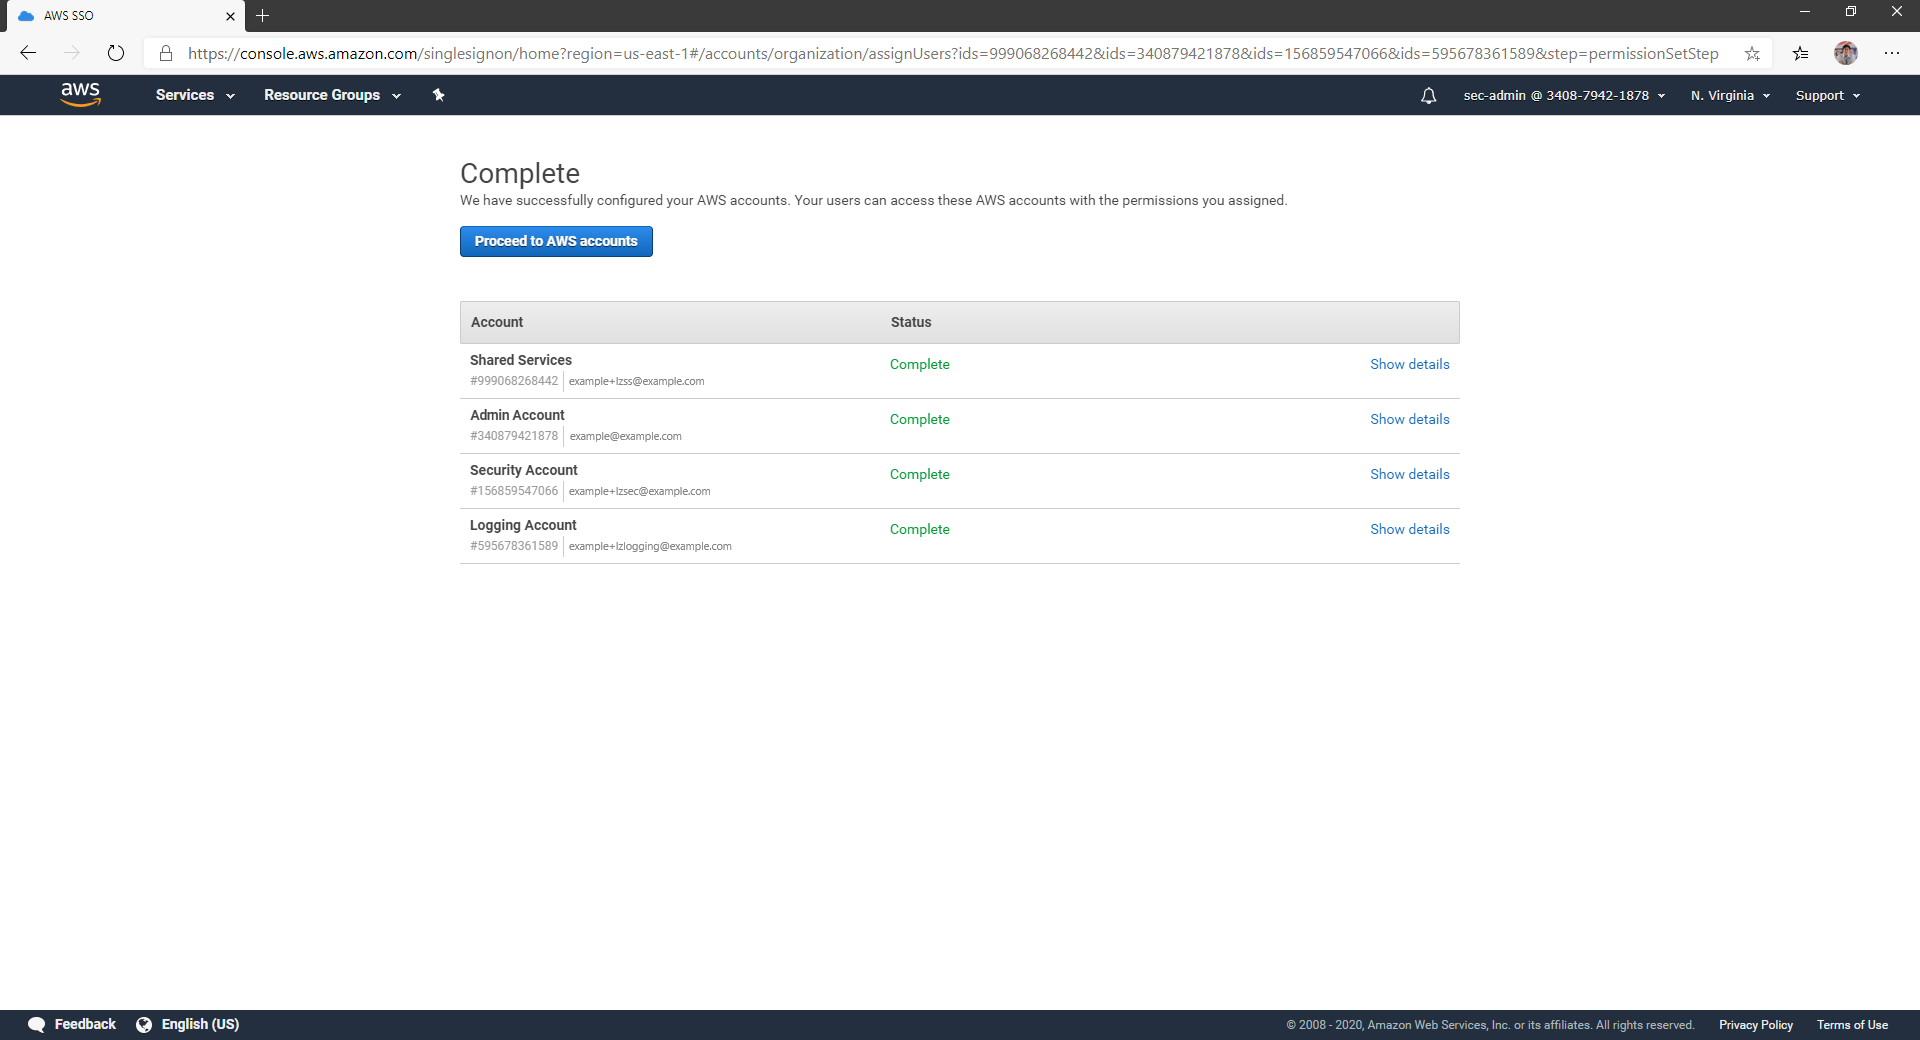 AWS SSO
https://console.aws.amazon.com/singlesignon/home?region=us-east-1#/accounts/organization/assignUsers?ids=999068268442&ids=340879421878&ids=156859547066&ids=595678361589&step=permissionSetStep
aws Services Resource Groups sec-admin @ 3408-7942-1878 N. Virginia Support
Complete
We have successfully configured your AWS accounts. Your users can access these AWS accounts with the permissions you assigned.
Proceed to AWS accounts
Account Status
Shared Services Complete Show details
#999068268442 example+lzss@example.com
Admin Account Complete Show details
#340879421878 example@example.com
Security Account Complete Show details
#156859547066 example+lzsec@example.com
Logging Account Complete Show details
#595678361589 example+lzlogging@example.com
Feedback English (US) © 2008 - 2020, Amazon Web Services, Inc. or its affiliates. All rights reserved. Privacy Policy Terms of Use